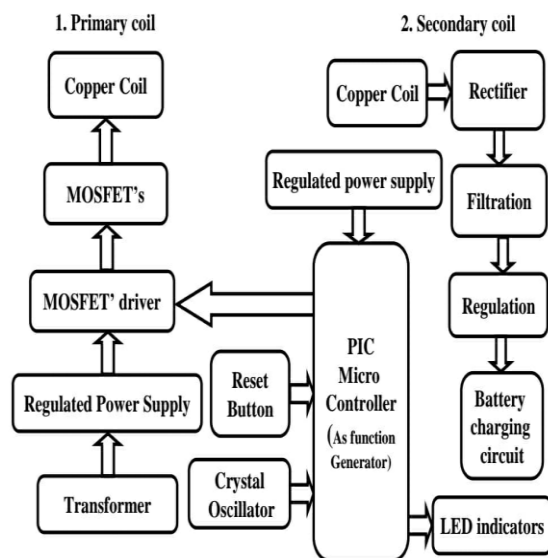 1. Primary coil
Copper Coil
MOSFET's
MOSFET' driver
Regulated Power Supply
Transformer
2. Secondary coil
Copper Coil
Rectifier
Filtration
Regulation
Battery
charging
circuit
Regulated power supply
PIC
Micro
Controller
(As function
Generator)
Reset
Button
Crystal
Oscillator
LED indicators